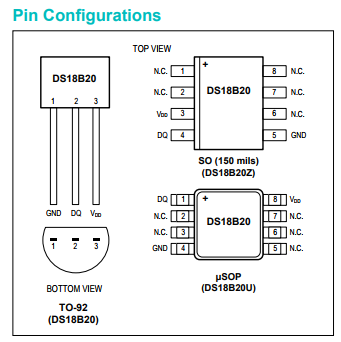 Pin Configurations
TOP VIEW
DS18B20
1 2 3
GND DQ VDD
1 2 3
BOTTOM VIEW
TO-92
(DS18B20)
+
DS18B20
N.C. 1 8 N.C.
N.C. 2 7 N.C.
VDD 3 6 N.C.
DQ 4 5 GND
SO (150 mils)
(DS18B20Z)
+
DS18B20
DQ 1 8 VDD
N.C. 2 7 N.C.
N.C. 3 6 N.C.
GND 4 5 N.C.
µSOP
(DS18B20U)